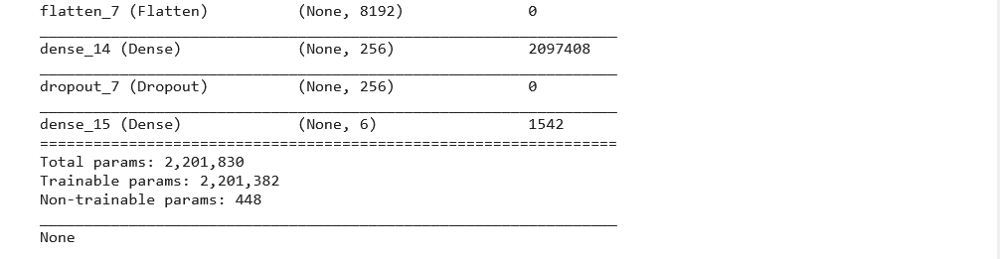 flatten_7 (Flatten) (None, 8192) 0
_________________________________________________________________
dense_14 (Dense) (None, 256) 2097408
_________________________________________________________________
dropout_7 (Dropout) (None, 256) 0
_________________________________________________________________
dense_15 (Dense) (None, 6) 1542
=================================================================
Total params: 2,201,830
Trainable params: 2,201,382
Non-trainable params: 448
_________________________________________________________________
None